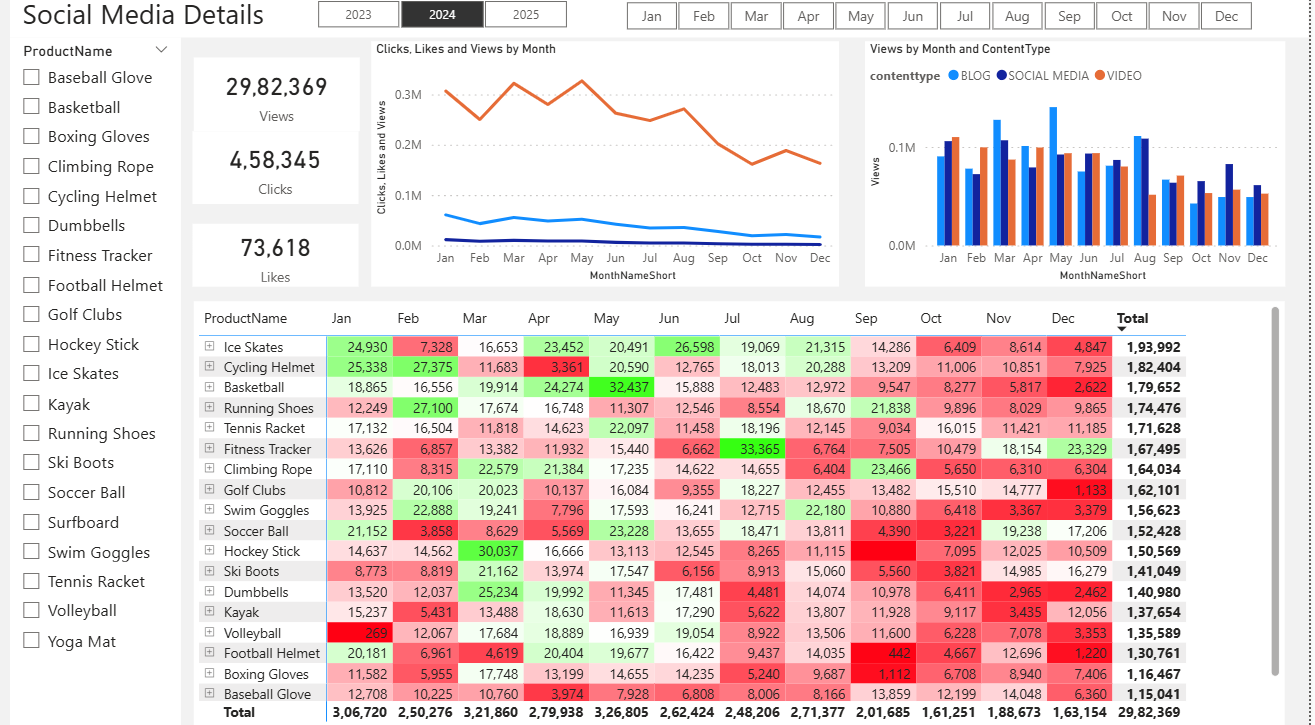 Social Media Details
2023 2024 2025
Jan Feb Mar Apr May Jun Jul Aug Sep Oct Nov Dec
ProductName
Baseball Glove
Basketball
Boxing Gloves
Climbing Rope
Cycling Helmet
Dumbbells
Fitness Tracker
Football Helmet
Golf Clubs
Hockey Stick
Ice Skates
Kayak
Running Shoes
Ski Boots
Soccer Ball
Surfboard
Swim Goggles
Tennis Racket
Volleyball
Yoga Mat
29,82,369
Views
4,58,345
Clicks
73,618
Likes
Clicks, Likes and Views by Month
Clicks, Likes and Views
0.3M
0.2M
0.1M
0.0M
Jan Feb Mar Apr May Jun Jul Aug Sep Oct Nov Dec
MonthNameShort
Views by Month and ContentType
contenttype BLOG SOCIAL MEDIA VIDEO
Views
0.1M
0.0M
Jan Feb Mar Apr May Jun Jul Aug Sep Oct Nov Dec
MonthNameShort
ProductName Jan Feb Mar Apr May Jun Jul Aug Sep Oct Nov Dec Total
Ice Skates 24,930 7,328 16,653 23,452 20,491 26,598 19,069 21,315 14,286 6,409 8,614 4,847 1,93,992
Cycling Helmet 25,338 27,375 11,683 3,361 20,590 12,765 18,013 20,288 13,209 11,006 10,851 7,925 1,82,404
Basketball 18,865 16,556 19,914 24,274 32,437 15,888 12,483 12,972 9,547 8,277 5,817 2,622 1,79,652
Running Shoes 12,249 27,100 17,674 16,748 11,307 12,546 8,554 18,670 21,838 9,896 8,029 9,865 1,74,476
Tennis Racket 17,132 16,504 11,818 14,623 22,097 11,458 18,196 12,145 9,034 16,015 11,421 11,185 1,71,628
Fitness Tracker 13,626 6,857 13,382 11,932 15,440 6,662 33,365 6,764 7,505 10,479 18,154 23,329 1,67,495
Climbing Rope 17,110 8,315 22,579 21,384 17,235 14,622 14,655 6,404 23,466 5,650 6,310 6,304 1,64,034
Golf Clubs 10,812 20,106 20,023 10,137 16,084 9,355 18,227 12,455 13,482 15,510 14,777 1,133 1,62,101
Swim Goggles 13,925 22,888 19,241 7,796 17,593 16,241 12,715 22,180 10,880 6,418 3,367 3,379 1,56,623
Soccer Ball 21,152 3,858 8,629 5,569 23,228 13,655 18,471 13,811 4,390 3,221 19,238 17,206 1,52,428
Hockey Stick 14,637 14,562 30,037 16,666 13,113 12,545 8,265 11,115 7,095 12,025 10,509 1,50,569
Ski Boots 8,773 8,819 21,162 13,974 17,547 6,156 8,913 15,060 5,560 3,821 14,985 16,279 1,41,049
Dumbbells 13,520 12,037 25,234 19,992 11,345 17,481 4,481 14,074 10,978 6,411 2,965 2,462 1,40,980
Kayak 15,237 5,431 13,488 18,630 11,613 17,290 5,622 13,807 11,928 9,117 3,435 12,056 1,37,654
Volleyball 269 12,067 17,684 18,889 16,939 19,054 8,922 13,506 11,600 6,228 7,078 3,353 1,35,589
Football Helmet 20,181 6,961 4,619 20,404 19,677 16,422 9,437 14,035 442 4,667 12,696 1,220 1,30,761
Boxing Gloves 11,582 5,955 17,748 13,199 14,655 14,235 5,240 9,687 1,112 6,708 8,940 7,406 1,16,467
Baseball Glove 12,708 10,225 10,760 3,974 7,928 6,808 8,006 8,166 13,859 12,199 14,048 6,360 1,15,041
Total 3,06,720 2,50,276 3,21,860 2,79,938 3,26,805 2,62,424 2,48,206 2,71,377 2,01,685 1,61,251 1,88,673 1,63,154 29,82,369